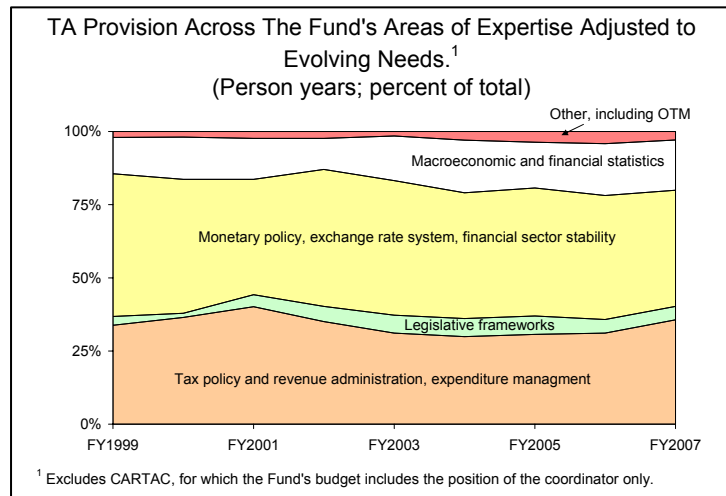 TA Provision Across The Fund's Areas of Expertise Adjusted to
Evolving Needs.¹
(Person years; percent of total)
Other, including OTM
100%
Macroeconomic and financial statistics
75%
Monetary policy, exchange rate system, financial sector stability
50%
Legislative frameworks
25%
Tax policy and revenue administration, expenditure managment
0%
FY1999 FY2001 FY2003 FY2005 FY2007
¹ Excludes CARTAC, for which the Fund's budget includes the position of the coordinator only.